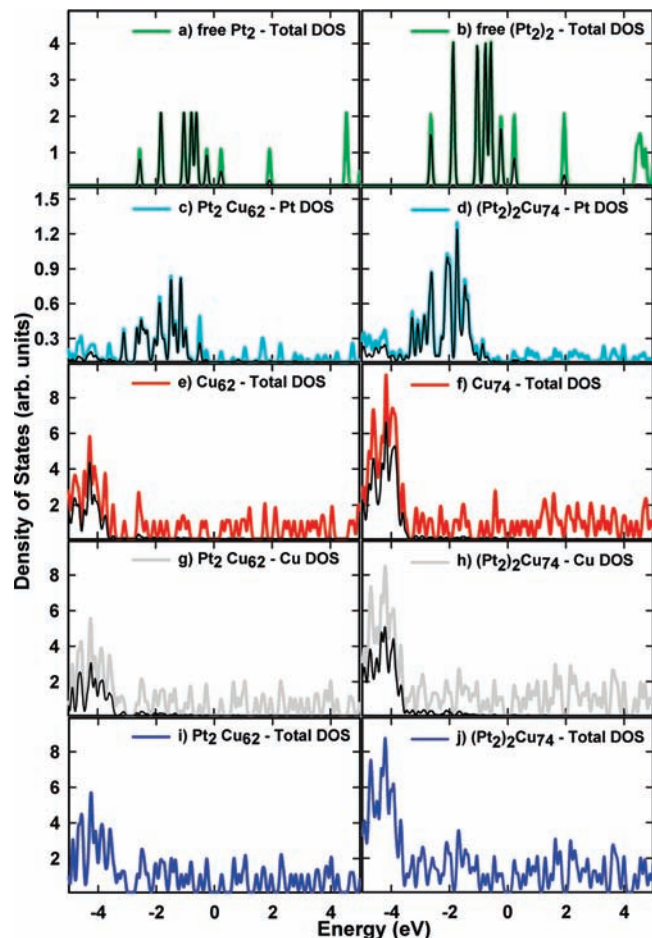 a) free Pt2 - Total DOS
b) free (Pt2)2 - Total DOS
4
3
2
1
c) Pt2 Cu62 - Pt DOS
d) (Pt2)2Cu74 - Pt DOS
1.5
1.2
0.9
0.6
0.3
e) Cu62 - Total DOS
f) Cu74 - Total DOS
8
6
4
2
g) Pt2 Cu62 - Cu DOS
h) (Pt2)2Cu74 - Cu DOS
8
6
4
2
i) Pt2 Cu62 - Total DOS
j) (Pt2)2Cu74 - Total DOS
8
6
4
2
-4 -2 0 2 4 -4 -2 0 2 4
Energy (eV)
Density of States (arb. units)